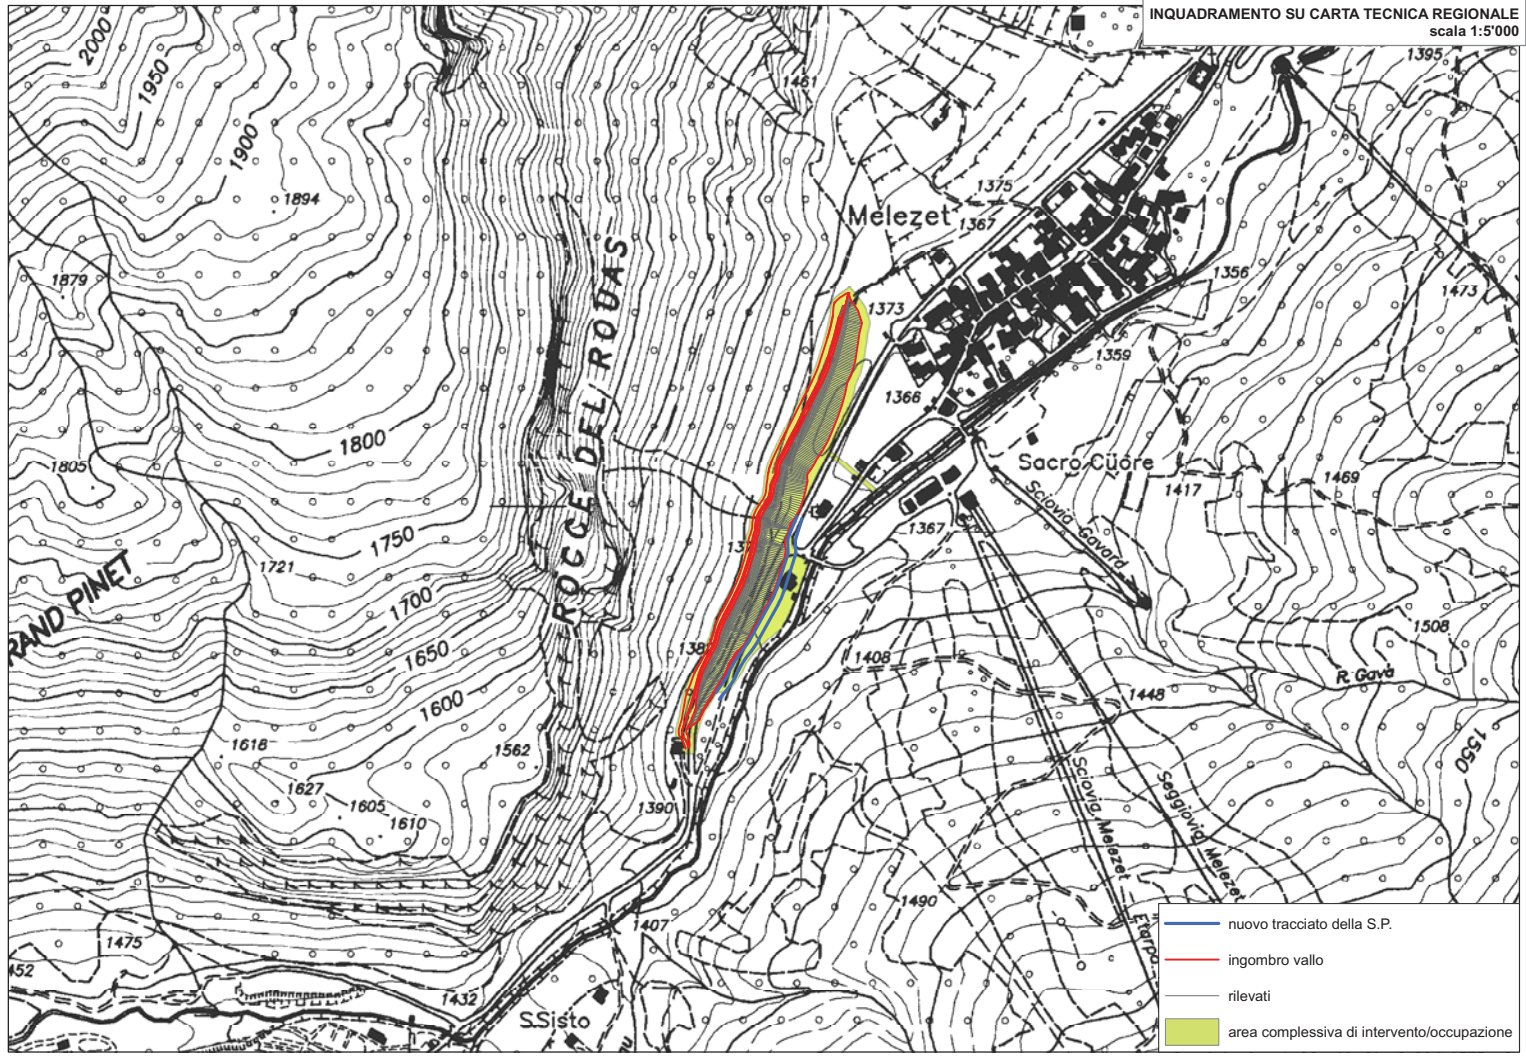 INQUADRAMENTO SU CARTA TECNICA REGIONALE
scala 1:5'000
2000
1950
1900
1461
1395
1894
1375
Melezet
1367
1879
ROCCE DEL RODAS
1356
1473
1373
1359
1366
1800
1805
Sacro Cuore
1417
1469
Sciovia Gavard
1367
1750
1721
1700
1508
1650
1408
R. Gavà
1448
1600
1618
1562
1550
1627
1605
1610
1390
Sciovia Melezet
Seggiovia Melezet
1490
1407
1475
452
1432
S.Sisto
nuovo tracciato della S.P.
ingombro vallo
rilevati
area complessiva di intervento/occupazione